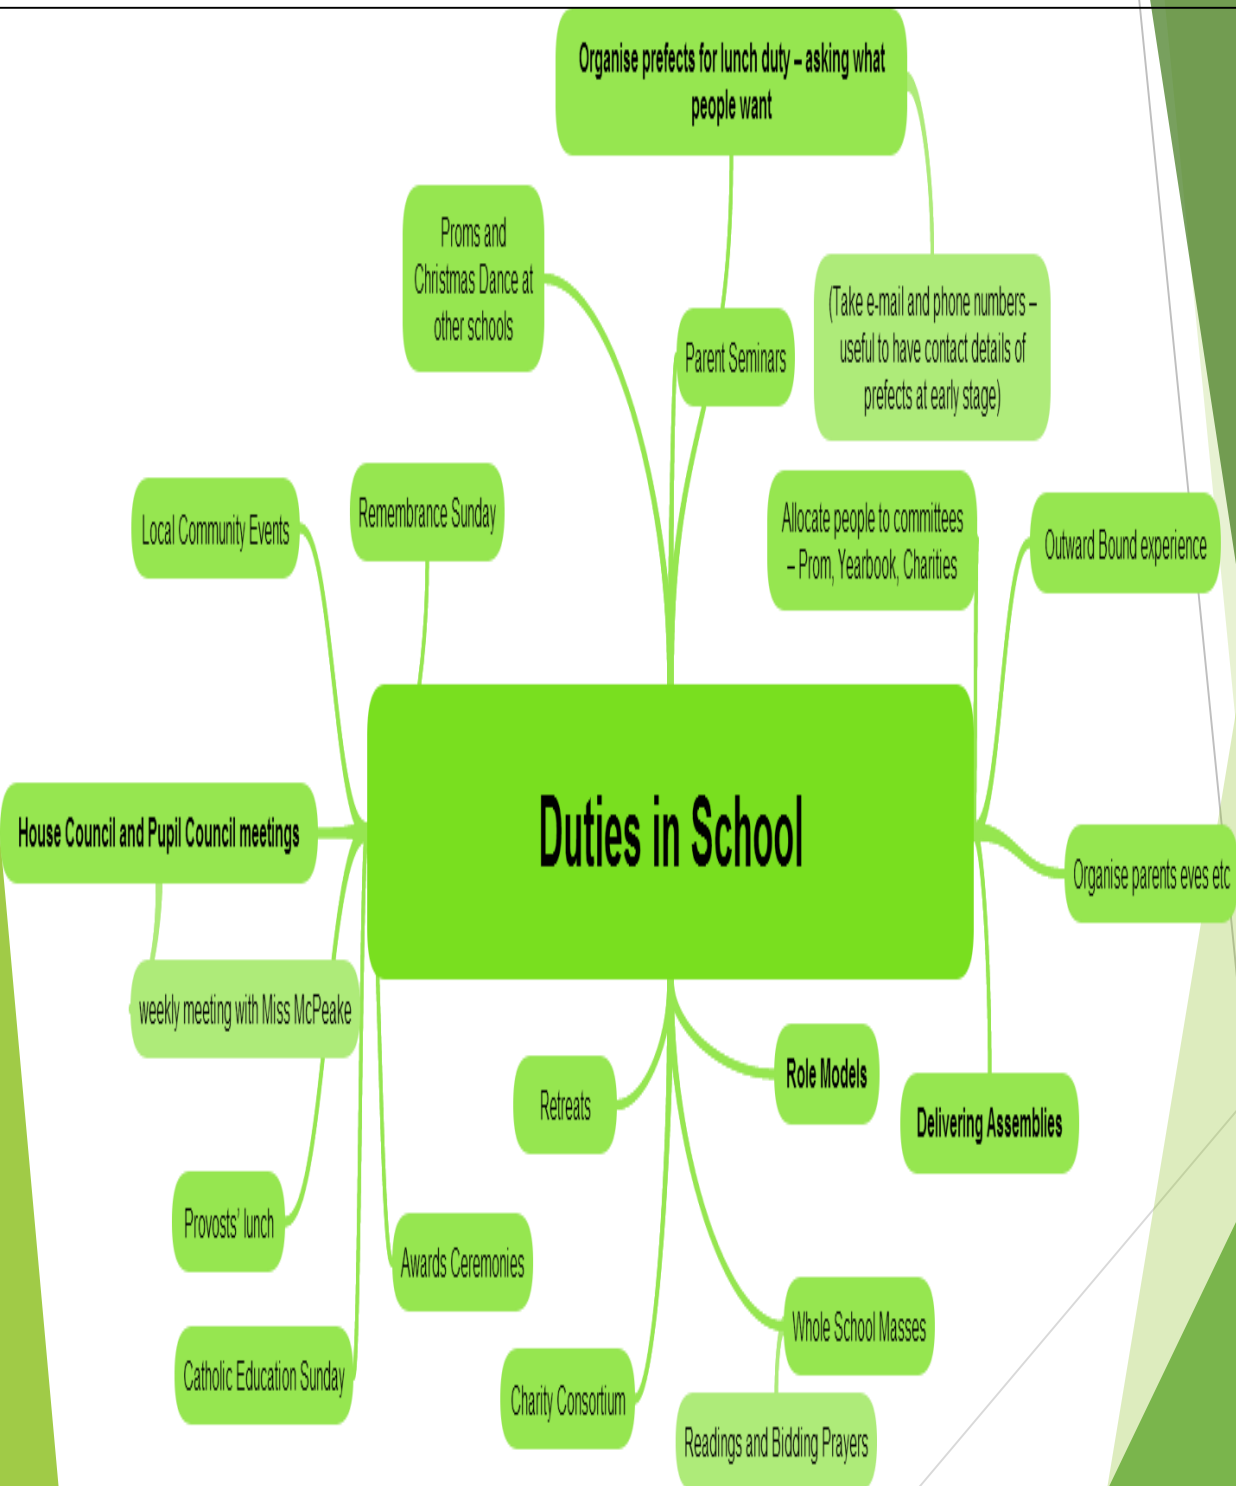 Organise prefects for lunch duty – asking what
people want
Proms and
Christmas Dance at
other schools
(Take e-mail and phone numbers –
useful to have contact details of
prefects at early stage)
Parent Seminars
Remembrance Sunday
Local Community Events
Allocate people to committees
– Prom, Yearbook, Charities
Outward Bound experience
Duties in School
House Council and Pupil Council meetings
Organise parents eves etc
weekly meeting with Miss McPeake
Role Models
Retreats
Delivering Assemblies
Provosts’ lunch
Awards Ceremonies
Whole School Masses
Catholic Education Sunday
Charity Consortium
Readings and Bidding Prayers